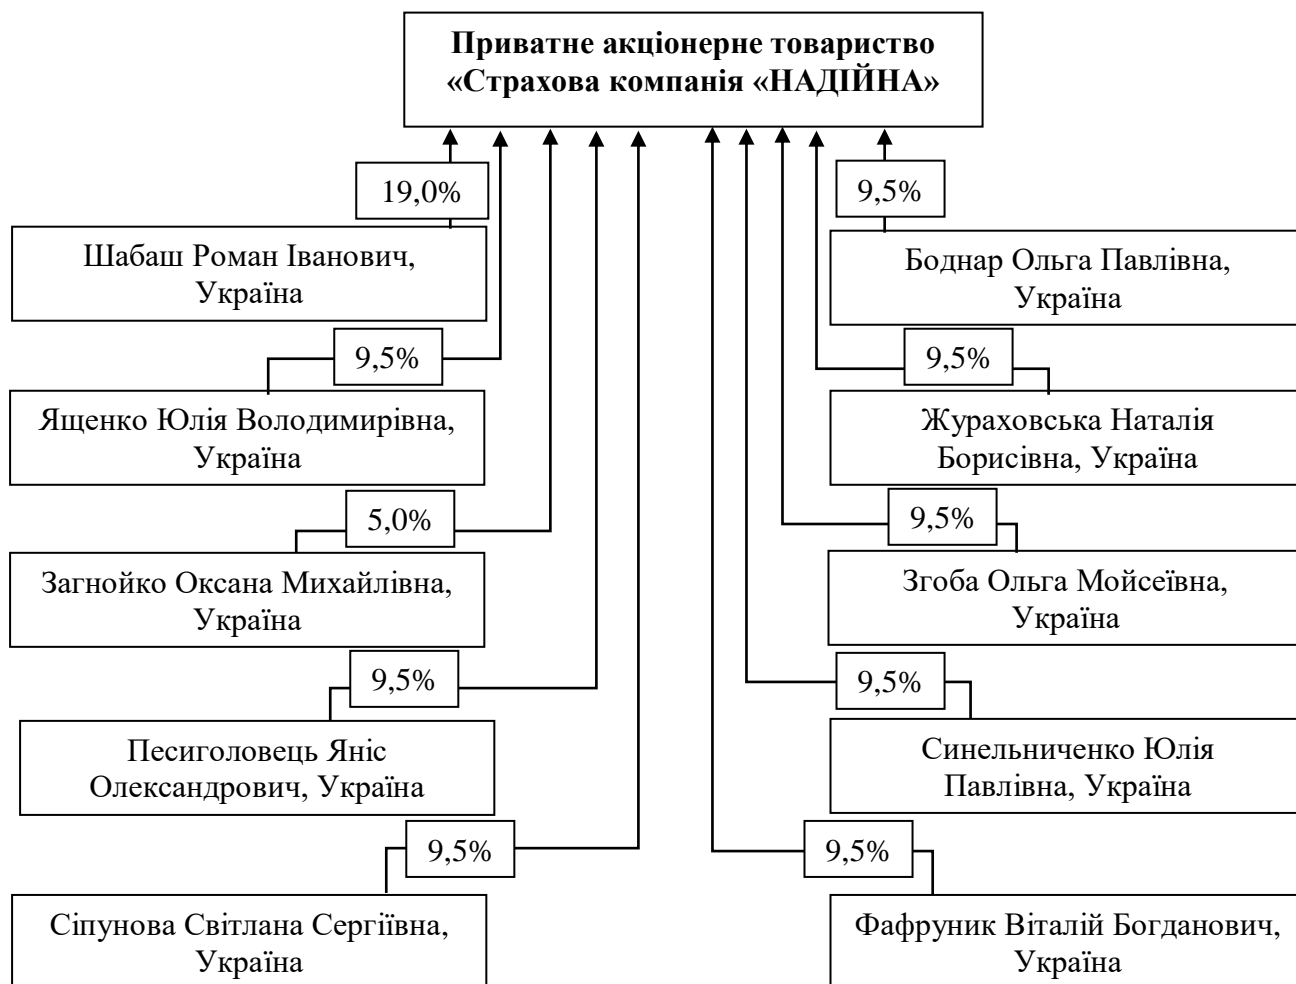 Приватне акціонерне товариство
«Страхова компанія «НАДІЙНА»
19,0%
Шабаш Роман Іванович,
Україна
9,5%
Ященко Юлія Володимирівна,
Україна
5,0%
Загнойко Оксана Михайлівна,
Україна
9,5%
Песиголовець Яніс
Олександрович, Україна
9,5%
Сіпунова Світлана Сергіївна,
Україна
9,5%
Боднар Ольга Павлівна,
Україна
9,5%
Жураховська Наталія
Борисівна, Україна
9,5%
Згоба Ольга Мойсеївна,
Україна
9,5%
Синельниченко Юлія
Павлівна, Україна
9,5%
Фафруник Віталій Богданович,
Україна